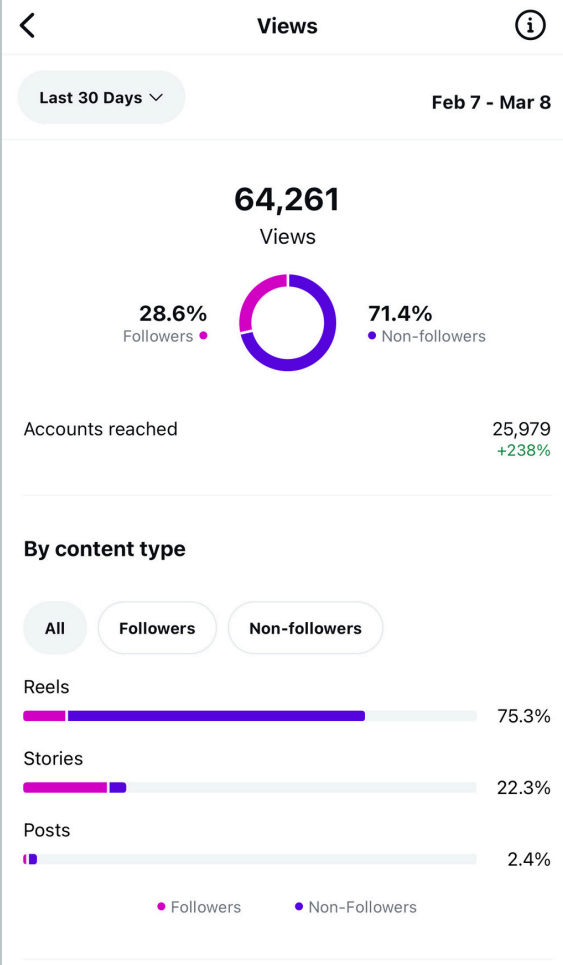 Views
Last 30 Days
Feb 7 - Mar 8
64,261
Views
28.6%
Followers
71.4%
Non-followers
Accounts reached
25,979
+238%
By content type
All
Followers
Non-followers
Reels
75.3%
Stories
22.3%
Posts
2.4%
Followers
Non-Followers